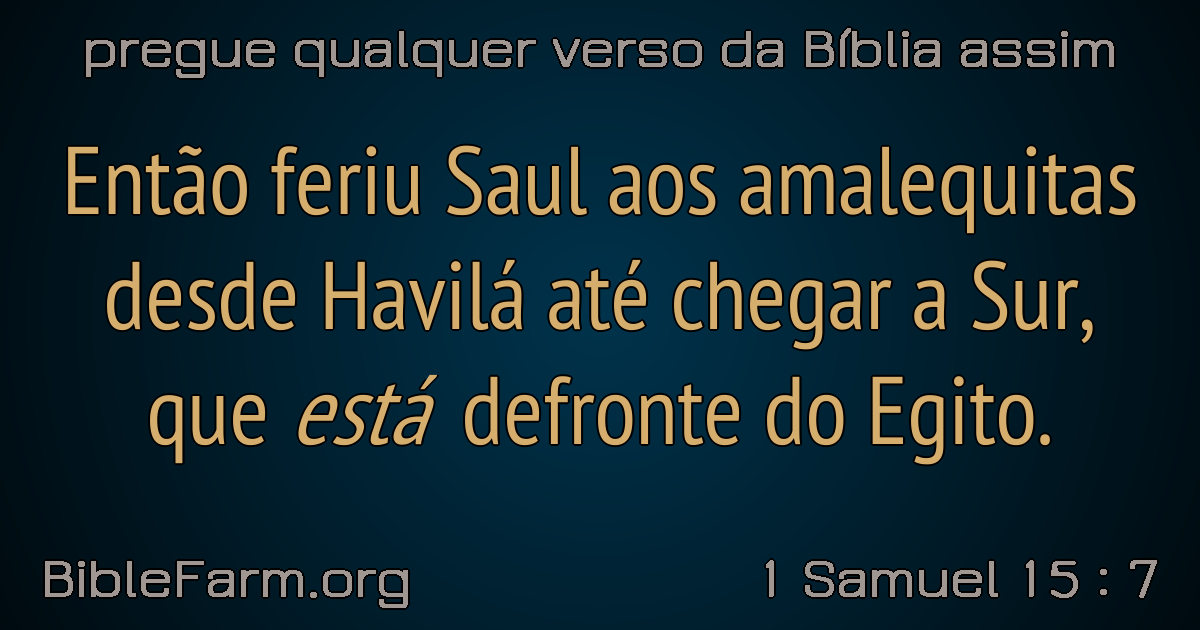 pregue qualquer verso da Bíblia assim
Então feriu Saul aos amalequitas
desde Havilá até chegar a Sur,
que está defronte do Egito.
BibleFarm.org
1 Samuel 15 : 7